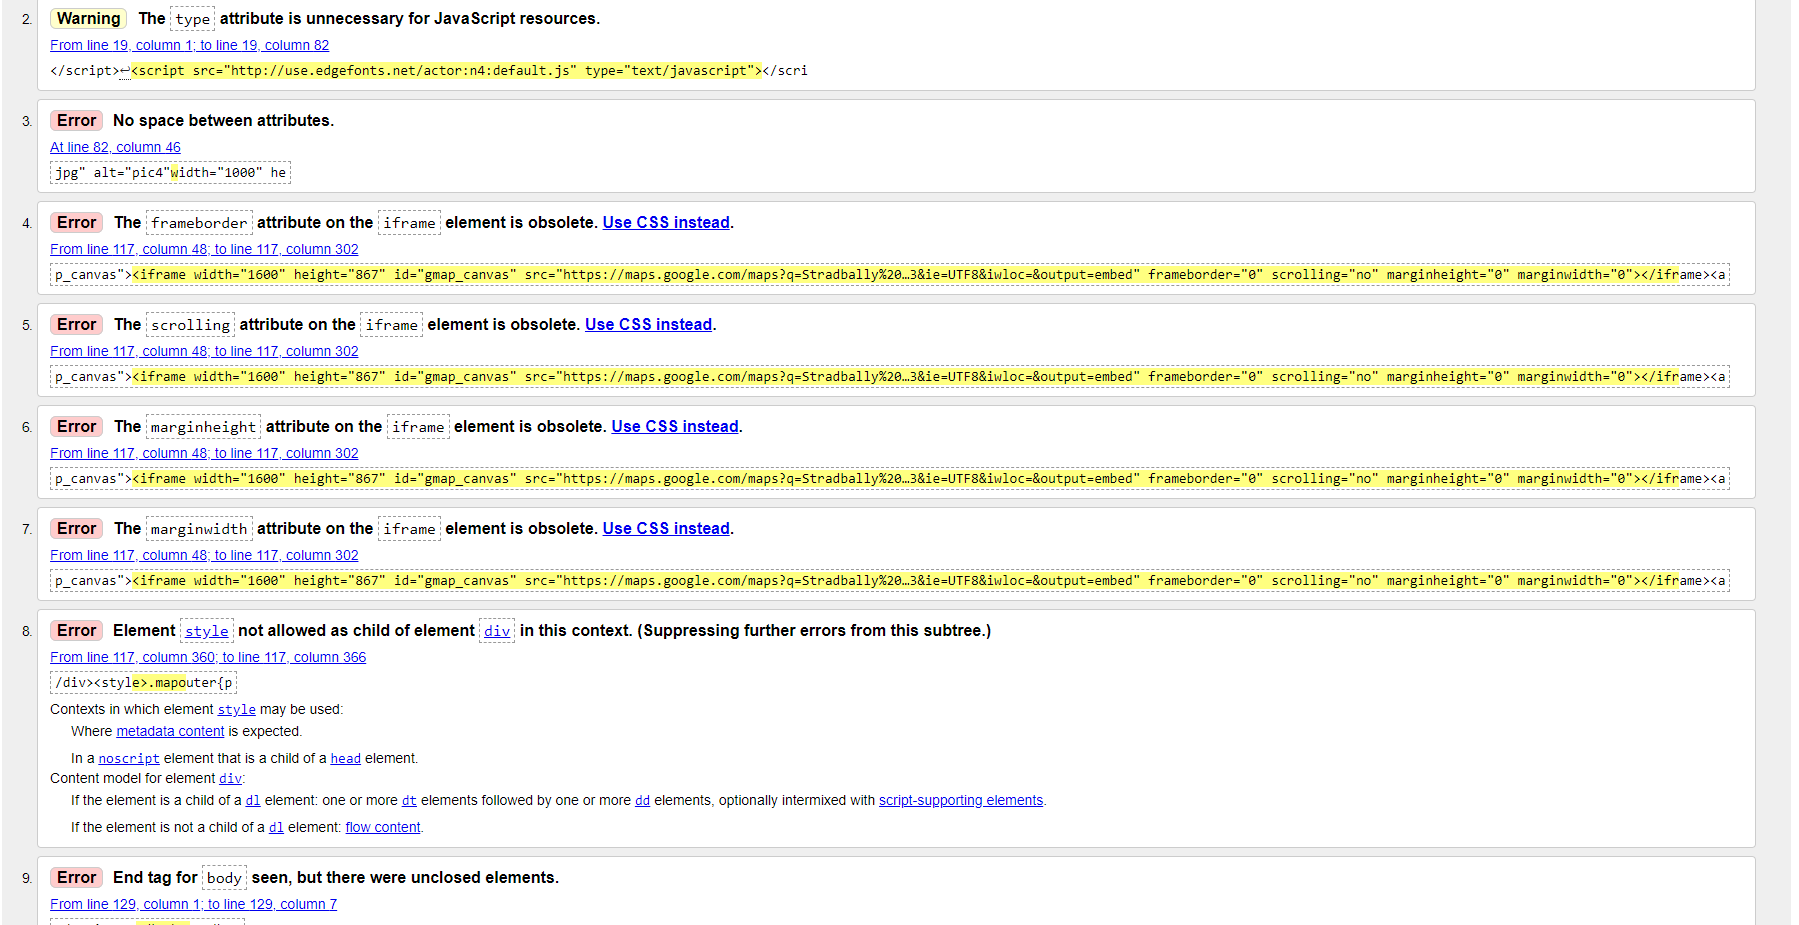 2. Warning The type attribute is unnecessary for JavaScript resources.
From line 19, column 1; to line 19, column 82
</script>↩<script src="http://use.edgefonts.net/actor:n4:default.js" type="text/javascript"></scri
3. Error No space between attributes.
At line 82, column 46
jpg" alt="pic4"width="1000" he
4. Error The frameborder attribute on the iframe element is obsolete. Use CSS instead.
From line 117, column 48; to line 117, column 302
p_canvas"><iframe width="1600" height="867" id="gmap_canvas" src="https://maps.google.com/maps?q=Stradbally%20…3&ie=UTF8&iwloc=&output=embed" frameborder="0" scrolling="no" marginheight="0" marginwidth="0"></iframe><a
5. Error The scrolling attribute on the iframe element is obsolete. Use CSS instead.
From line 117, column 48; to line 117, column 302
p_canvas"><iframe width="1600" height="867" id="gmap_canvas" src="https://maps.google.com/maps?q=Stradbally%20…3&ie=UTF8&iwloc=&output=embed" frameborder="0" scrolling="no" marginheight="0" marginwidth="0"></iframe><a
6. Error The marginheight attribute on the iframe element is obsolete. Use CSS instead.
From line 117, column 48; to line 117, column 302
p_canvas"><iframe width="1600" height="867" id="gmap_canvas" src="https://maps.google.com/maps?q=Stradbally%20…3&ie=UTF8&iwloc=&output=embed" frameborder="0" scrolling="no" marginheight="0" marginwidth="0"></iframe><a
7. Error The marginwidth attribute on the iframe element is obsolete. Use CSS instead.
From line 117, column 48; to line 117, column 302
p_canvas"><iframe width="1600" height="867" id="gmap_canvas" src="https://maps.google.com/maps?q=Stradbally%20…3&ie=UTF8&iwloc=&output=embed" frameborder="0" scrolling="no" marginheight="0" marginwidth="0"></iframe><a
8. Error Element style not allowed as child of element div in this context. (Suppressing further errors from this subtree.)
From line 117, column 360; to line 117, column 366
/div><style>.mapouter{p
Contexts in which element style may be used:
Where metadata content is expected.
In a noscript element that is a child of a head element.
Content model for element div:
If the element is a child of a dl element: one or more dt elements followed by one or more dd elements, optionally intermixed with script-supporting elements.
If the element is not a child of a dl element: flow content.
9. Error End tag for body seen, but there were unclosed elements.
From line 129, column 1; to line 129, column 7